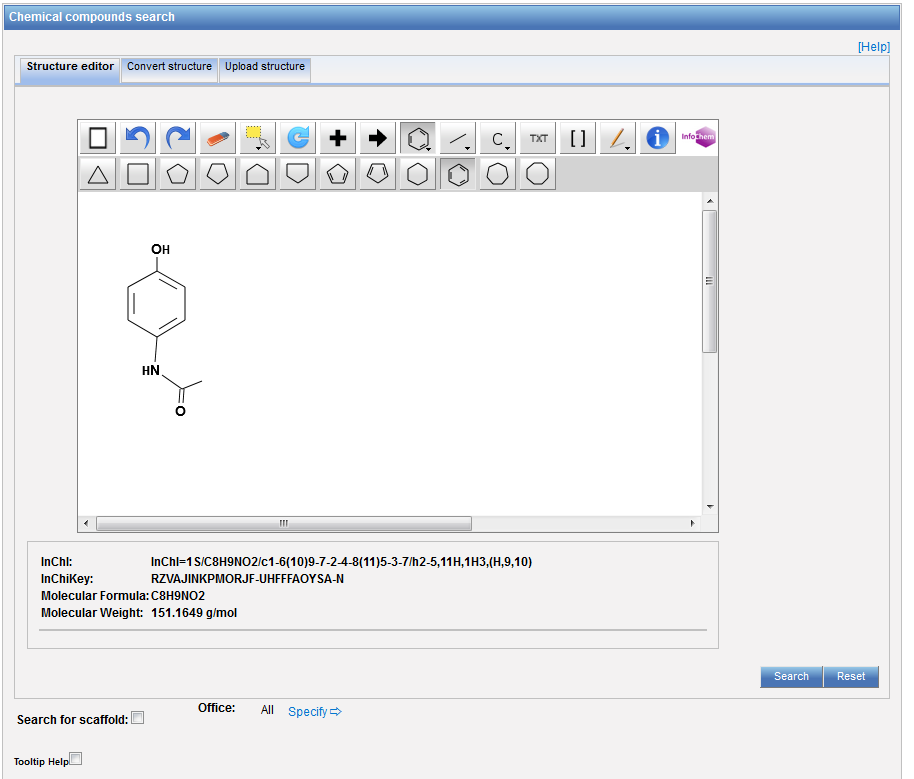 Chemical compounds search
[Help]
Structure editor Convert structure Upload structure
C TXT [ ] i InfoChem
OH
HN
O
InChI: InChI=1S/C8H9NO2/c1-6(10)9-7-2-4-8(11)5-3-7/h2-5,11H,1H3,(H,9,10)
InChiKey: RZVAJINKPMORJF-UHFFFAOYSA-N
Molecular Formula: C8H9NO2
Molecular Weight: 151.1649 g/mol
Search Reset
Search for scaffold: Office: All Specify⇨
Tooltip Help